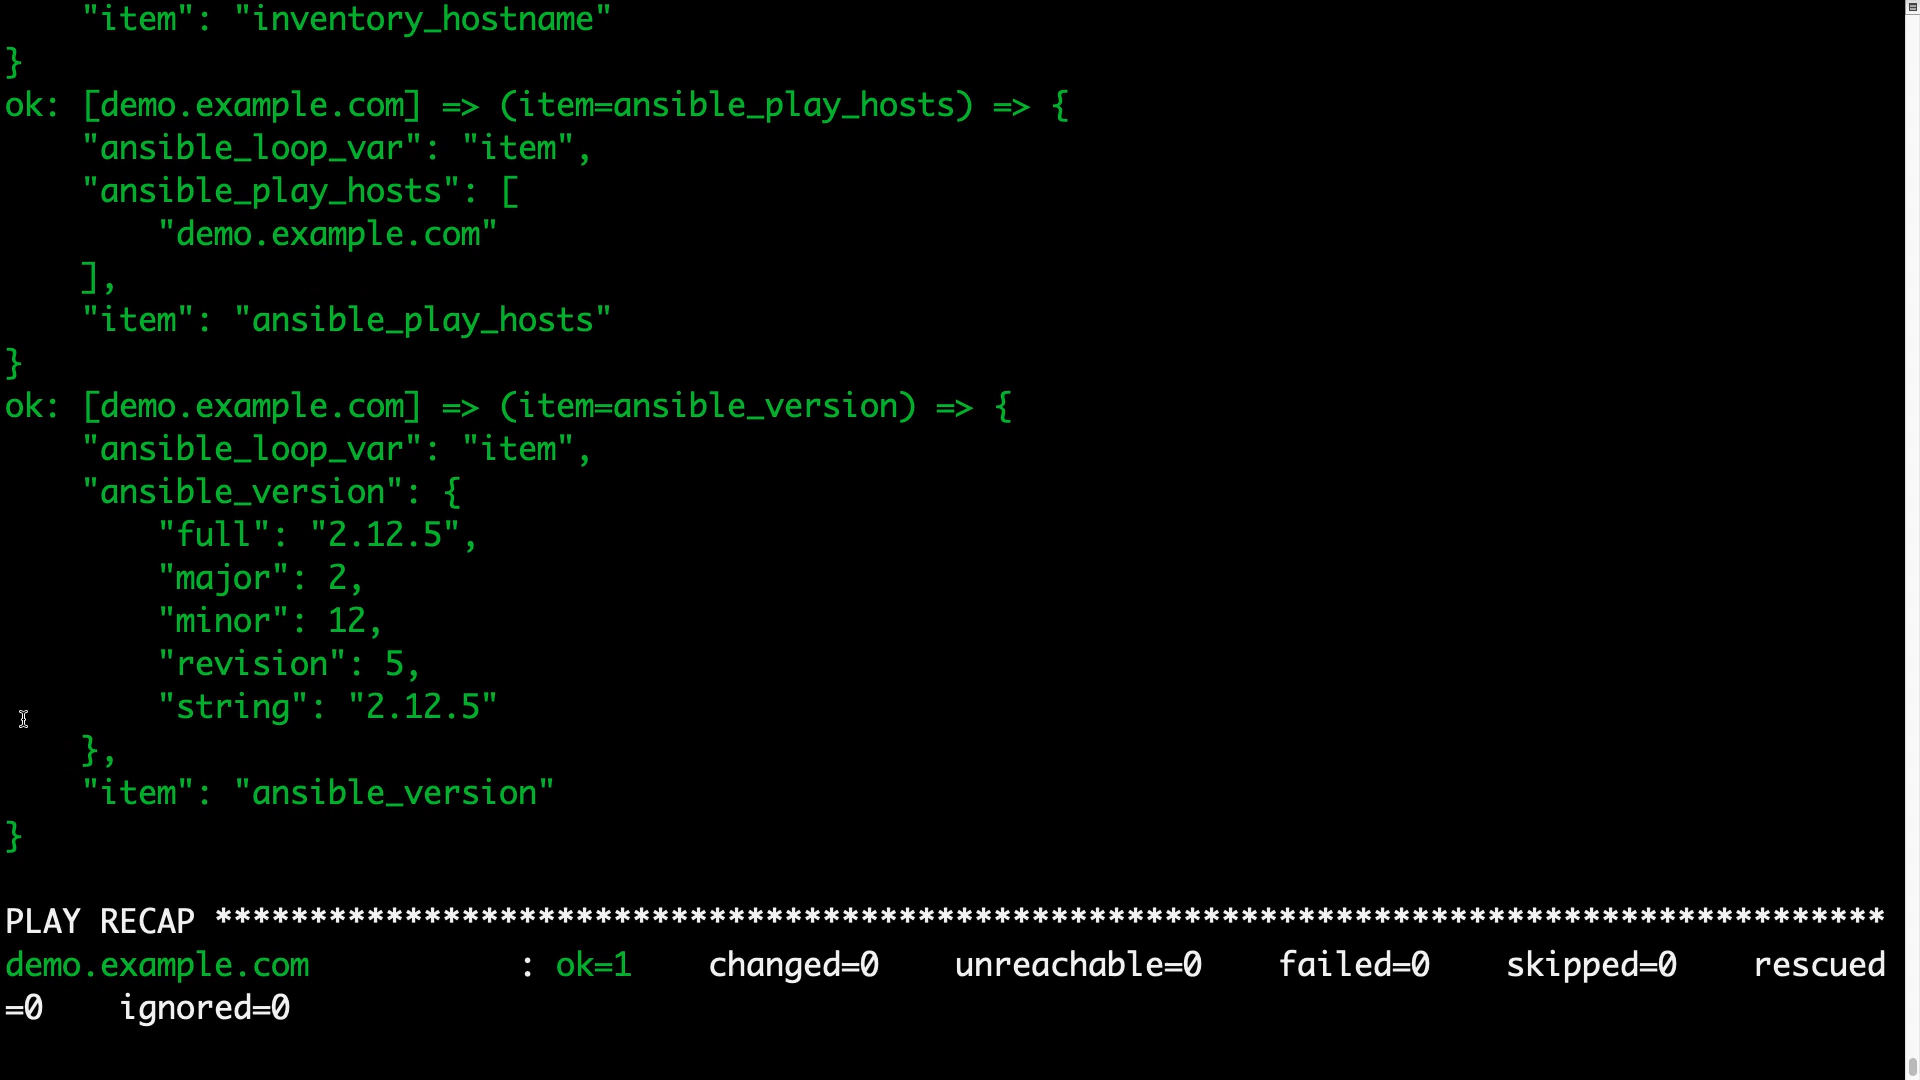 "item": "inventory_hostname"
}
ok: [demo.example.com] => (item=ansible_play_hosts) => {
    "ansible_loop_var": "item",
    "ansible_play_hosts": [
        "demo.example.com"
    ],
    "item": "ansible_play_hosts"
}
ok: [demo.example.com] => (item=ansible_version) => {
    "ansible_loop_var": "item",
    "ansible_version": {
        "full": "2.12.5",
        "major": 2,
        "minor": 12,
        "revision": 5,
        "string": "2.12.5"
    },
    "item": "ansible_version"
}
PLAY RECAP ****************************************************************************************
demo.example.com           : ok=1    changed=0    unreachable=0    failed=0    skipped=0    rescued
=0    ignored=0